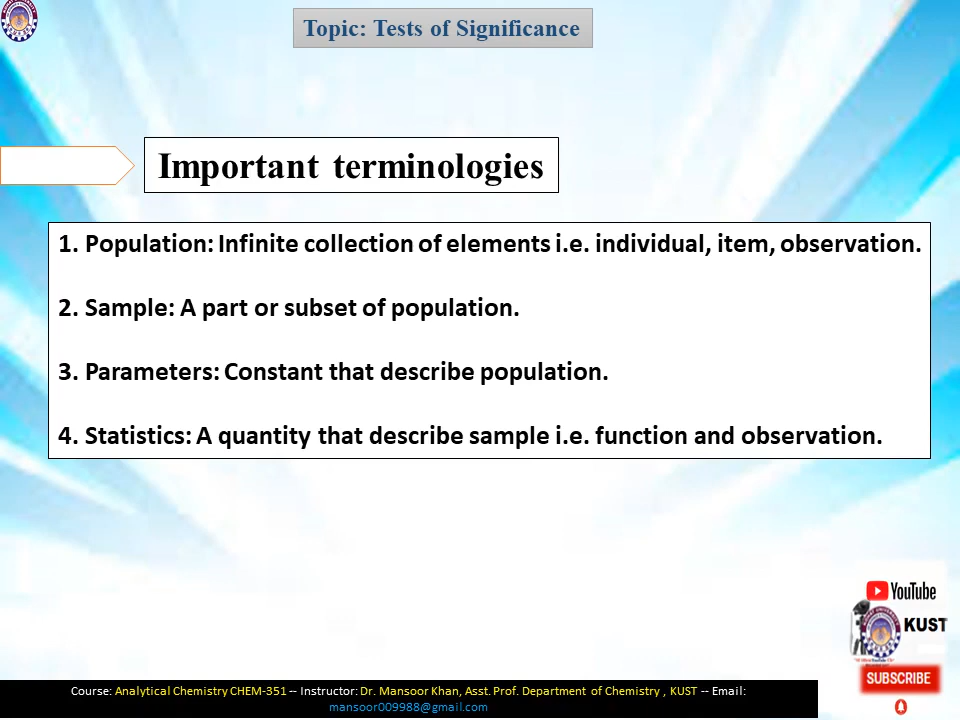 Topic: Tests of Significance
Important terminologies
1. Population: Infinite collection of elements i.e. individual, item, observation.
2. Sample: A part or subset of population.
3. Parameters: Constant that describe population.
4. Statistics: A quantity that describe sample i.e. function and observation.
YouTube
KUST
SUBSCRIBE
Course: Analytical Chemistry CHEM-351 -- Instructor: Dr. Mansoor Khan, Asst. Prof. Department of Chemistry , KUST -- Email:
mansoor009988@gmail.com